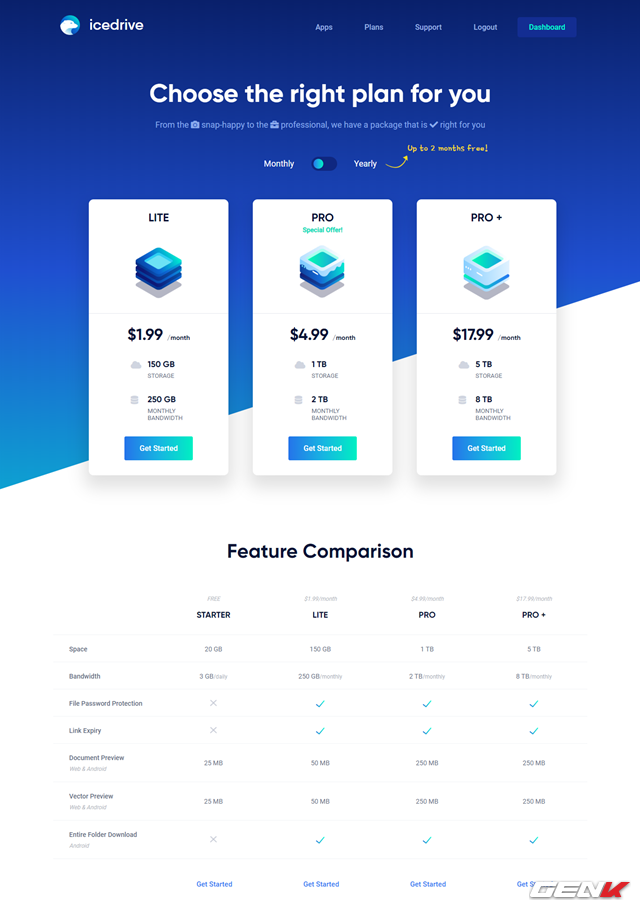 icedrive
Apps Plans Support Logout Dashboard
Choose the right plan for you
From the snap-happy to the professional, we have a package that is right for you
Up to 2 months free!
Monthly Yearly
LITE
$1.99 /month
150 GB
STORAGE
250 GB
MONTHLY
BANDWIDTH
Get Started
PRO
Special Offer!
$4.99 /month
1 TB
STORAGE
2 TB
MONTHLY
BANDWIDTH
Get Started
PRO +
$17.99 /month
5 TB
STORAGE
8 TB
MONTHLY
BANDWIDTH
Get Started
Feature Comparison
FREE $1.99/month $4.99/month $17.99/month
STARTER LITE PRO PRO +
Space 20 GB 150 GB 1 TB 5 TB
Bandwidth 3 GB/daily 250 GB/monthly 2 TB/monthly 8 TB/monthly
File Password Protection
Link Expiry
Document Preview 25 MB 50 MB 250 MB 250 MB
Web & Android
Vector Preview 25 MB 50 MB 250 MB 250 MB
Web & Android
Entire Folder Download
Android
Get Started Get Started Get Started Get
GENK